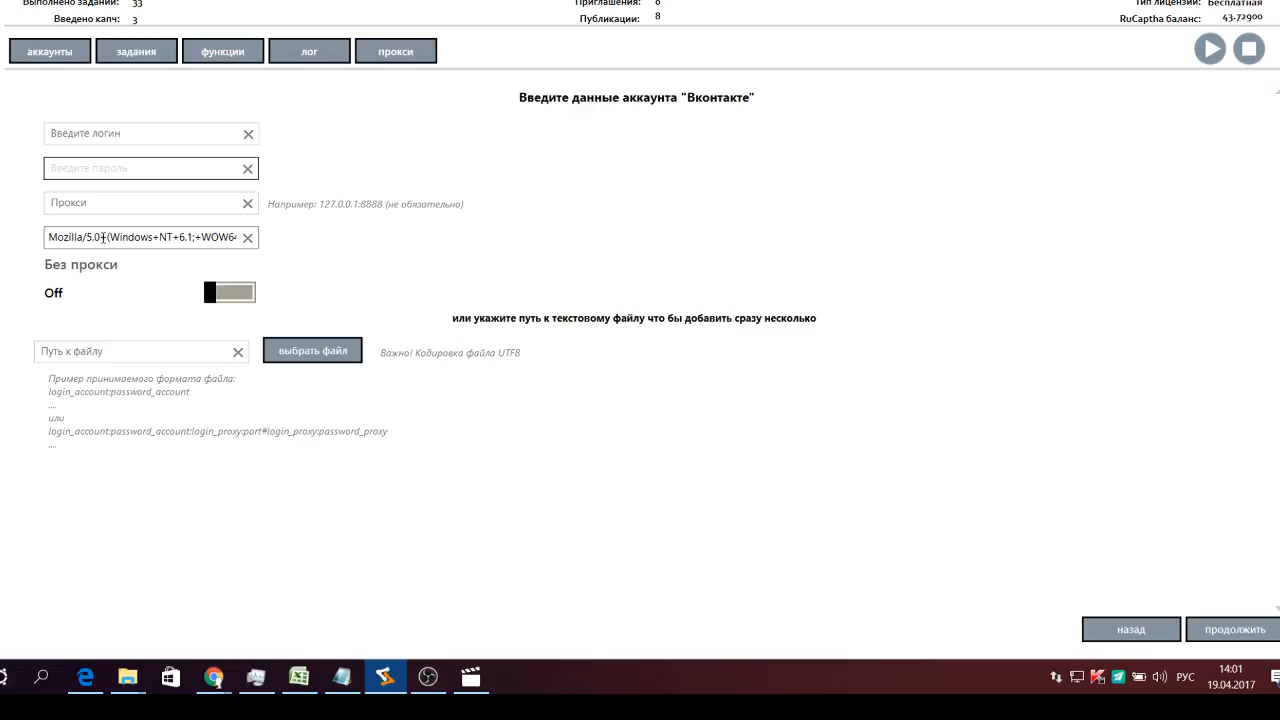 Выполнено заданий: 33
Приглашения:
Тип лицензии: Бесплатная
Введено капч: 3
Публикации: 8
RuCaptha баланс: 43.72900
аккаунты
задания
функции
лог
прокси
Введите данные аккаунта "Вконтакте"
Введите логин
Введите пароль
Прокси
Например: 127.0.0.1:8888 (не обязательно)
Mozilla/5.0+(Windows+NT+6.1;+WOW64
Без прокси
Off
или укажите путь к текстовому файлу что бы добавить сразу несколько
Путь к файлу
выбрать файл
Важно! Кодировка файла UTF8
Пример принимаемого формата файла:
login_account:password_account
....
или
login_account:password_account:login_proxy:port#login_proxy:password_proxy
....
назад
продолжить
14:01
РУС
19.04.2017